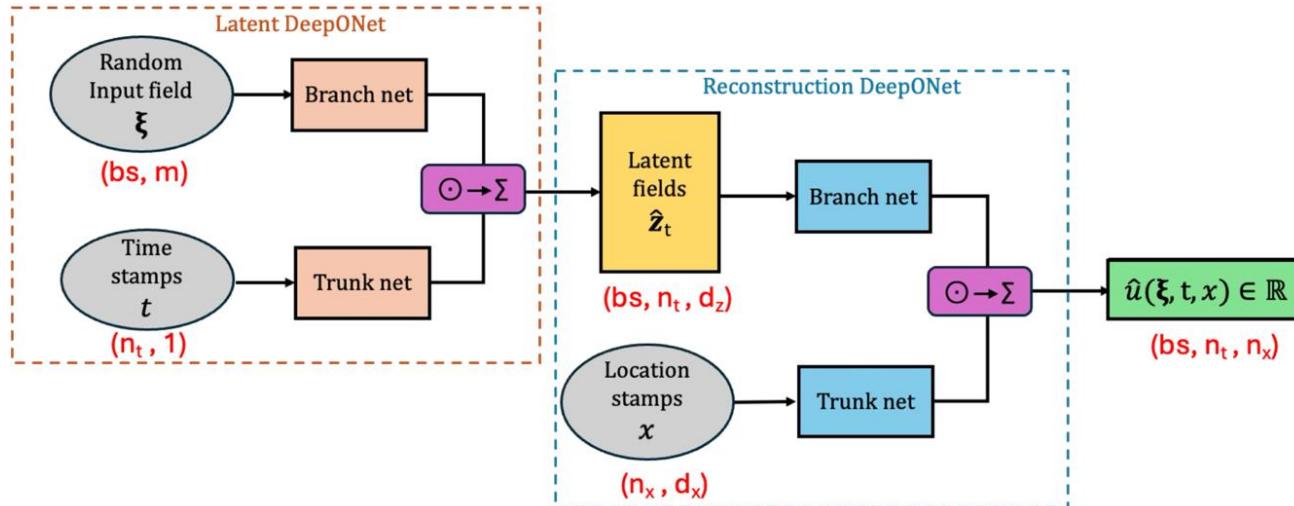 Latent DeepONet
Random
Input field
ξ
(bs, m)
Branch net
⊙→Σ
Time
stamps
t
(nₜ , 1)
Trunk net
Reconstruction DeepONet
Latent
fields
ẑₜ
(bs, nₜ, d_z)
Branch net
⊙→Σ
Location
stamps
x
(nₓ , dₓ)
Trunk net
û(ξ, t, x) ∈ ℝ
(bs, nₜ, nₓ)